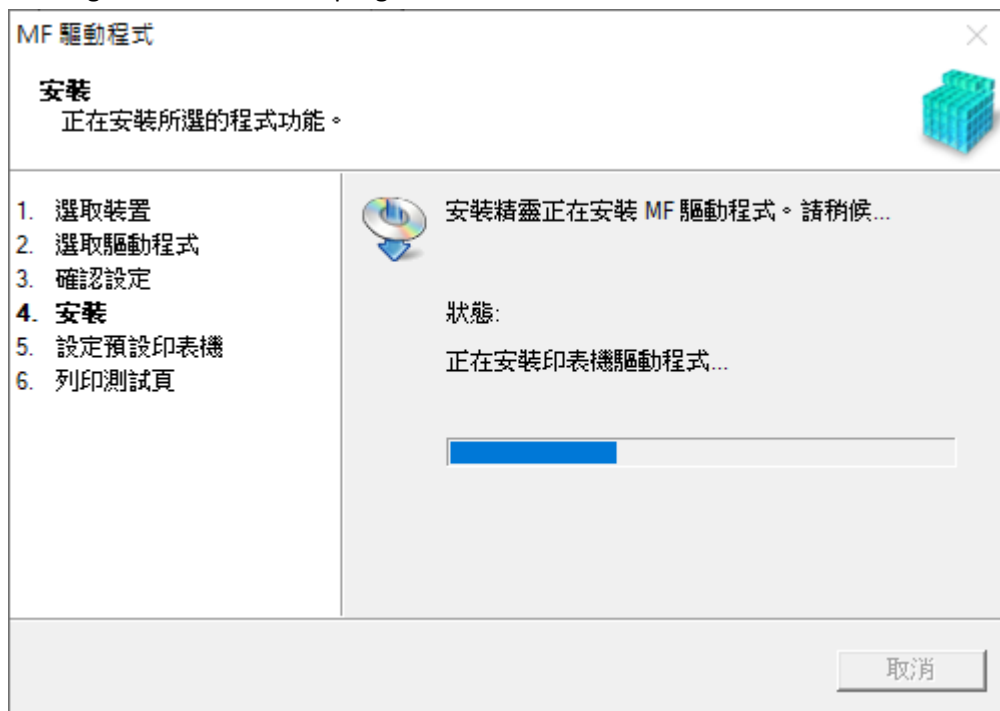 MF 驅動程式
安裝
正在安裝所選的程式功能。
1. 選取裝置
2. 選取驅動程式
3. 確認設定
4. 安裝
5. 設定預設印表機
6. 列印測試頁
安裝精靈正在安裝 MF 驅動程式。請稍候...
狀態:
正在安裝印表機驅動程式...
取消